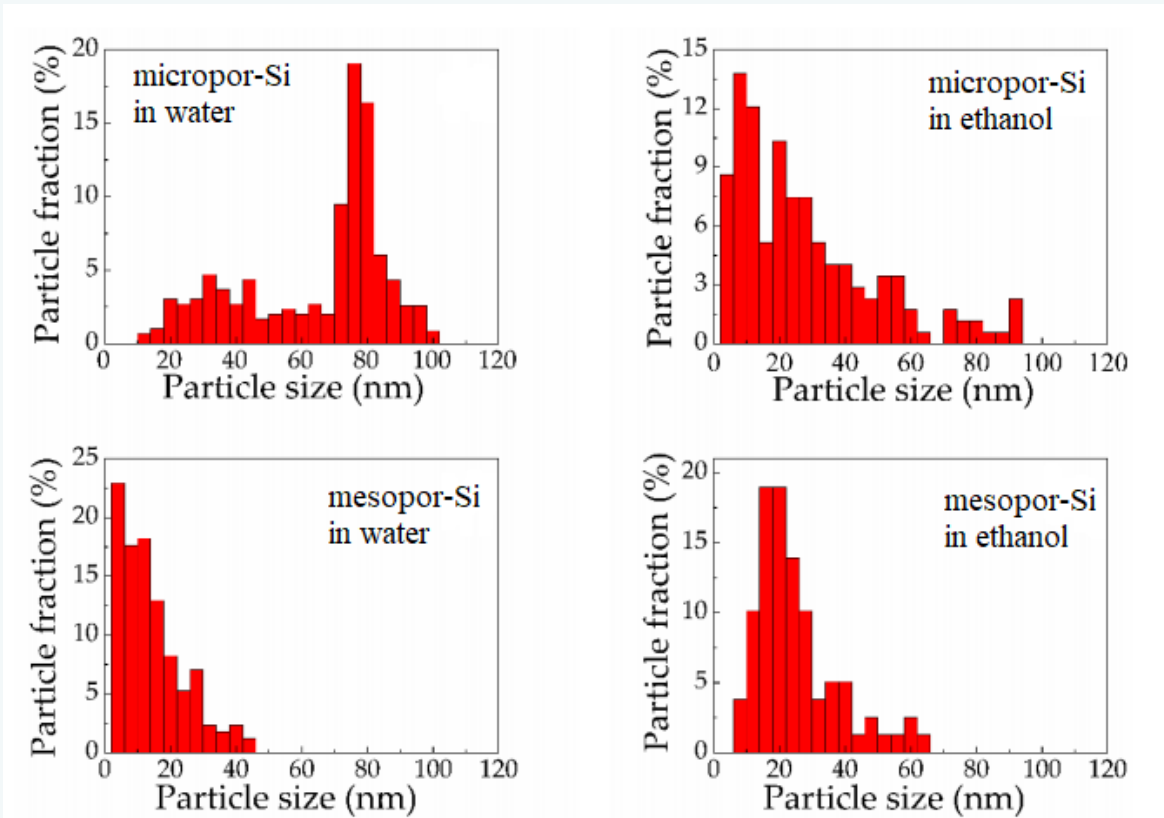 20
15
10
5
0
Particle fraction (%)
micropor-Si
in water
0 20 40 60 80 100 120
Particle size (nm)
15
12
9
6
3
0
Particle fraction (%)
micropor-Si
in ethanol
0 20 40 60 80 100 120
Particle size (nm)
25
20
15
10
5
0
Particle fraction (%)
mesopor-Si
in water
0 20 40 60 80 100 120
Particle size (nm)
20
15
10
5
0
Particle fraction (%)
mesopor-Si
in ethanol
0 20 40 60 80 100 120
Particle size (nm)